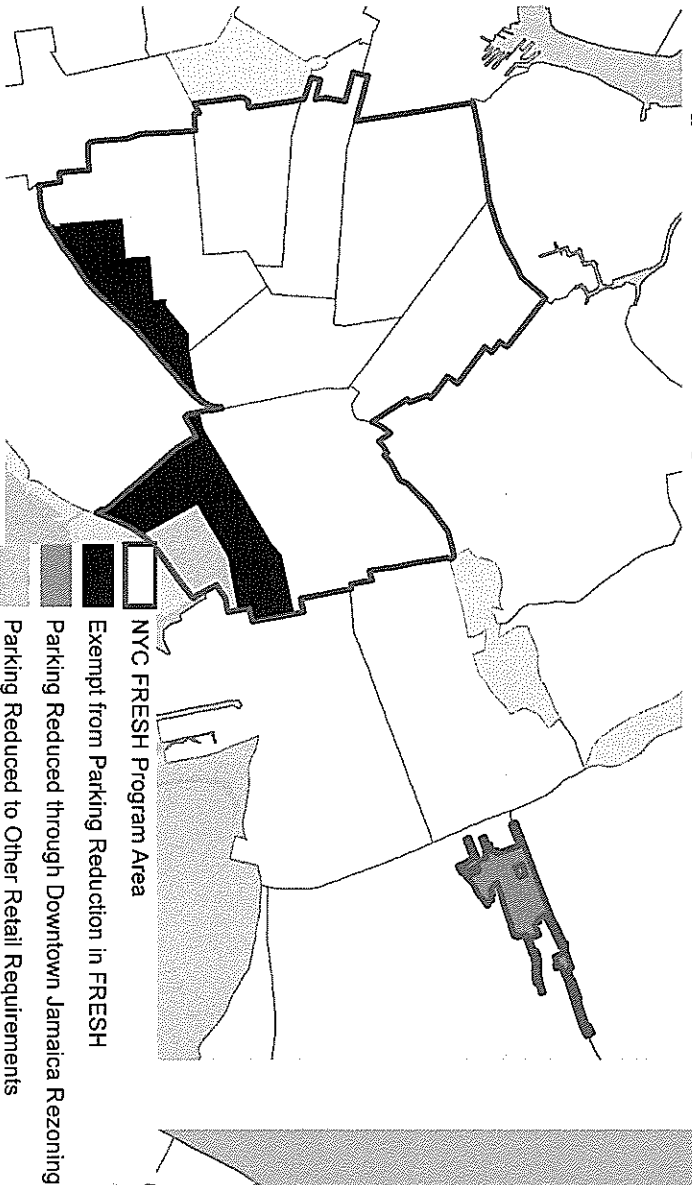 NYC FRESH Program Area
Exempt from Parking Reduction in FRESH
Parking Reduced through Downtown Jamaica Rezoning
Parking Reduced to Other Retail Requirements